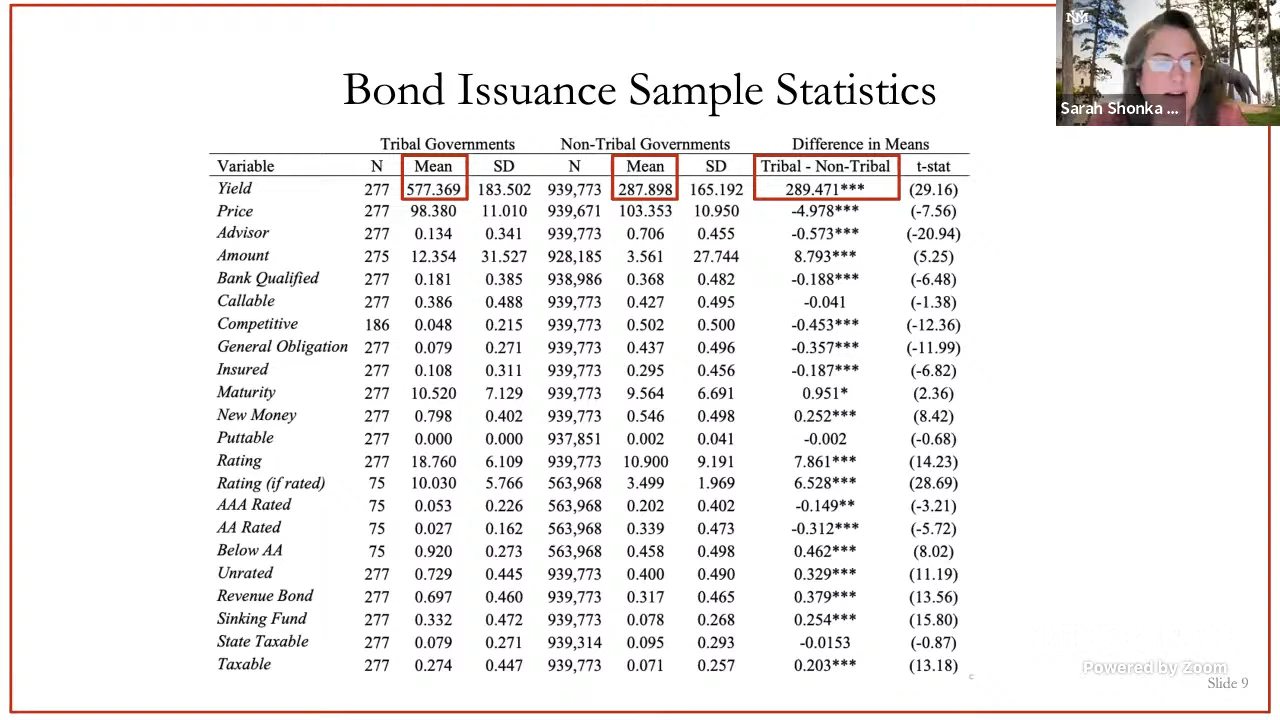 NM
Sarah Shonka ...
Bond Issuance Sample Statistics
Tribal Governments Non-Tribal Governments Difference in Means
Variable N Mean SD N Mean SD Tribal - Non-Tribal t-stat
Yield 277 577.369 183.502 939,773 287.898 165.192 289.471*** (29.16)
Price 277 98.380 11.010 939,671 103.353 10.950 -4.978*** (-7.56)
Advisor 277 0.134 0.341 939,773 0.706 0.455 -0.573*** (-20.94)
Amount 275 12.354 31.527 928,185 3.561 27.744 8.793*** (5.25)
Bank Qualified 277 0.181 0.385 938,986 0.368 0.482 -0.188*** (-6.48)
Callable 277 0.386 0.488 939,773 0.427 0.495 -0.041 (-1.38)
Competitive 186 0.048 0.215 939,773 0.502 0.500 -0.453*** (-12.36)
General Obligation 277 0.079 0.271 939,773 0.437 0.496 -0.357*** (-11.99)
Insured 277 0.108 0.311 939,773 0.295 0.456 -0.187*** (-6.82)
Maturity 277 10.520 7.129 939,773 9.564 6.691 0.951* (2.36)
New Money 277 0.798 0.402 939,773 0.546 0.498 0.252*** (8.42)
Puttable 277 0.000 0.000 937,851 0.002 0.041 -0.002 (-0.68)
Rating 277 18.760 6.109 939,773 10.900 9.191 7.861*** (14.23)
Rating (if rated) 75 10.030 5.766 563,968 3.499 1.969 6.528*** (28.69)
AAA Rated 75 0.053 0.226 563,968 0.202 0.402 -0.149** (-3.21)
AA Rated 75 0.027 0.162 563,968 0.339 0.473 -0.312*** (-5.72)
Below AA 75 0.920 0.273 563,968 0.458 0.498 0.462*** (8.02)
Unrated 277 0.729 0.445 939,773 0.400 0.490 0.329*** (11.19)
Revenue Bond 277 0.697 0.460 939,773 0.317 0.465 0.379*** (13.56)
Sinking Fund 277 0.332 0.472 939,773 0.078 0.268 0.254*** (15.80)
State Taxable 277 0.079 0.271 939,314 0.095 0.293 -0.0153 (-0.87)
Taxable 277 0.274 0.447 939,773 0.071 0.257 0.203*** (13.18)
c
Powered by Zoom
Slide 9